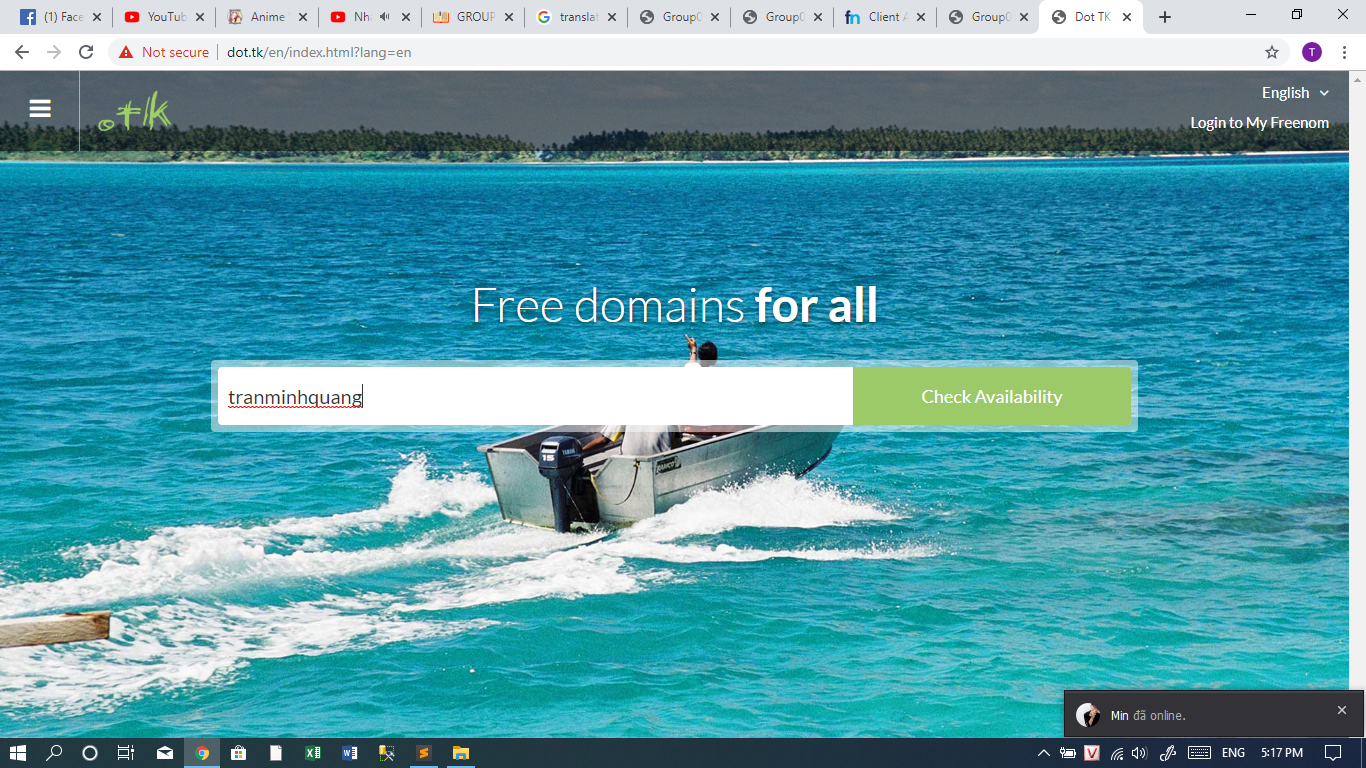 (1) Face
YouTub
Anime
Nhạ
GROUP
translat
Group0
Group0
Client A
Group0
Dot TK
Not secure
dot.tk/en/index.html?lang=en
T
.tk
English
Login to My Freenom
Free domains for all
tranminhquang
Check Availability
YAMAHA
15
Min đã online.
ENG
5:17 PM